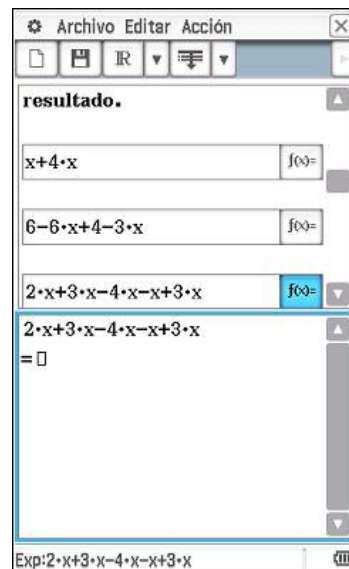 Archivo Editar Acción
resultado.
x+4·x f(x)=
6−6·x+4−3·x f(x)=
2·x+3·x−4·x−x+3·x f(x)=
2·x+3·x−4·x−x+3·x
=▯
Exp:2·x+3·x−4·x−x+3·x